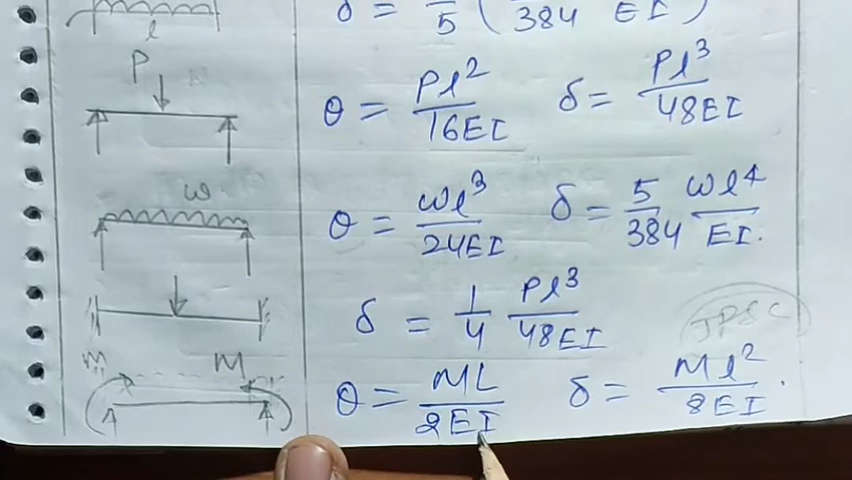 l δ = 1/5 ( /384 EI )
P θ = Pl²/16EI δ = Pl³/48EI
w θ = wl³/24EI δ = 5/384 wl⁴/EI.
δ = 1/4 Pl³/48EI JPSC
M M θ = ML/2EI δ = Ml²/8EI.